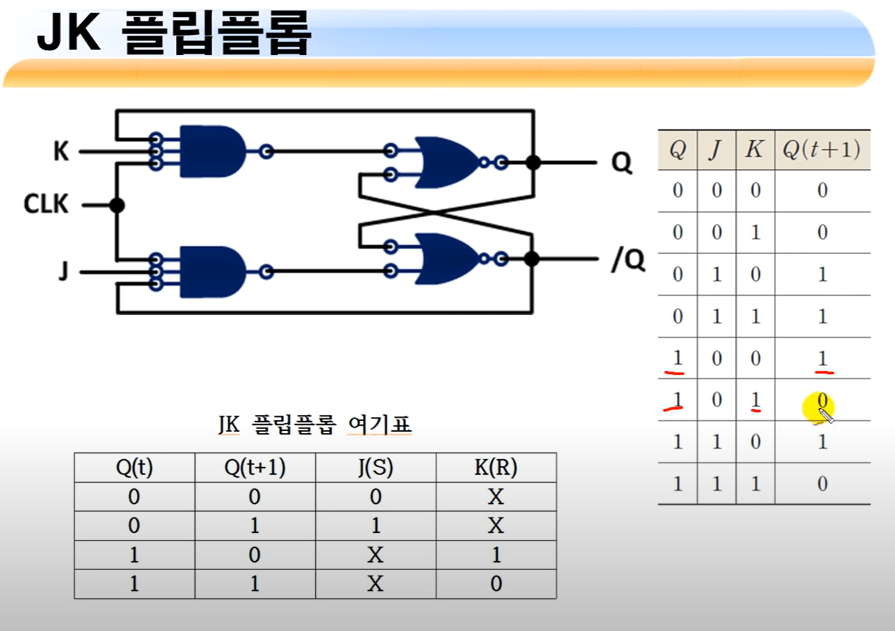 JK 플립플롭
K
CLK
J
Q
/Q
Q J K Q(t+1)
0 0 0 0
0 0 1 0
0 1 0 1
0 1 1 1
1 0 0 1
1 0 1 0
1 1 0 1
1 1 1 0
JK 플립플롭 여기표
Q(t) Q(t+1) J(S) K(R)
0 0 0 X
0 1 1 X
1 0 X 1
1 1 X 0